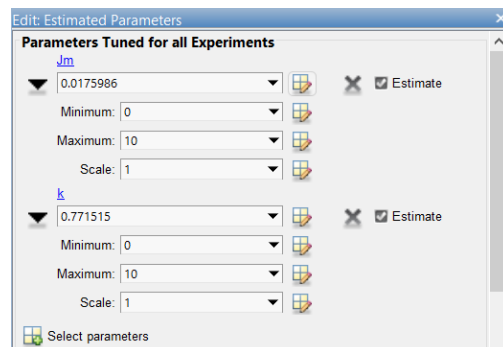 Edit: Estimated Parameters
Parameters Tuned for all Experiments
Jm
0.0175986 Estimate
Minimum: 0
Maximum: 10
Scale: 1
k
0.771515 Estimate
Minimum: 0
Maximum: 10
Scale: 1
Select parameters